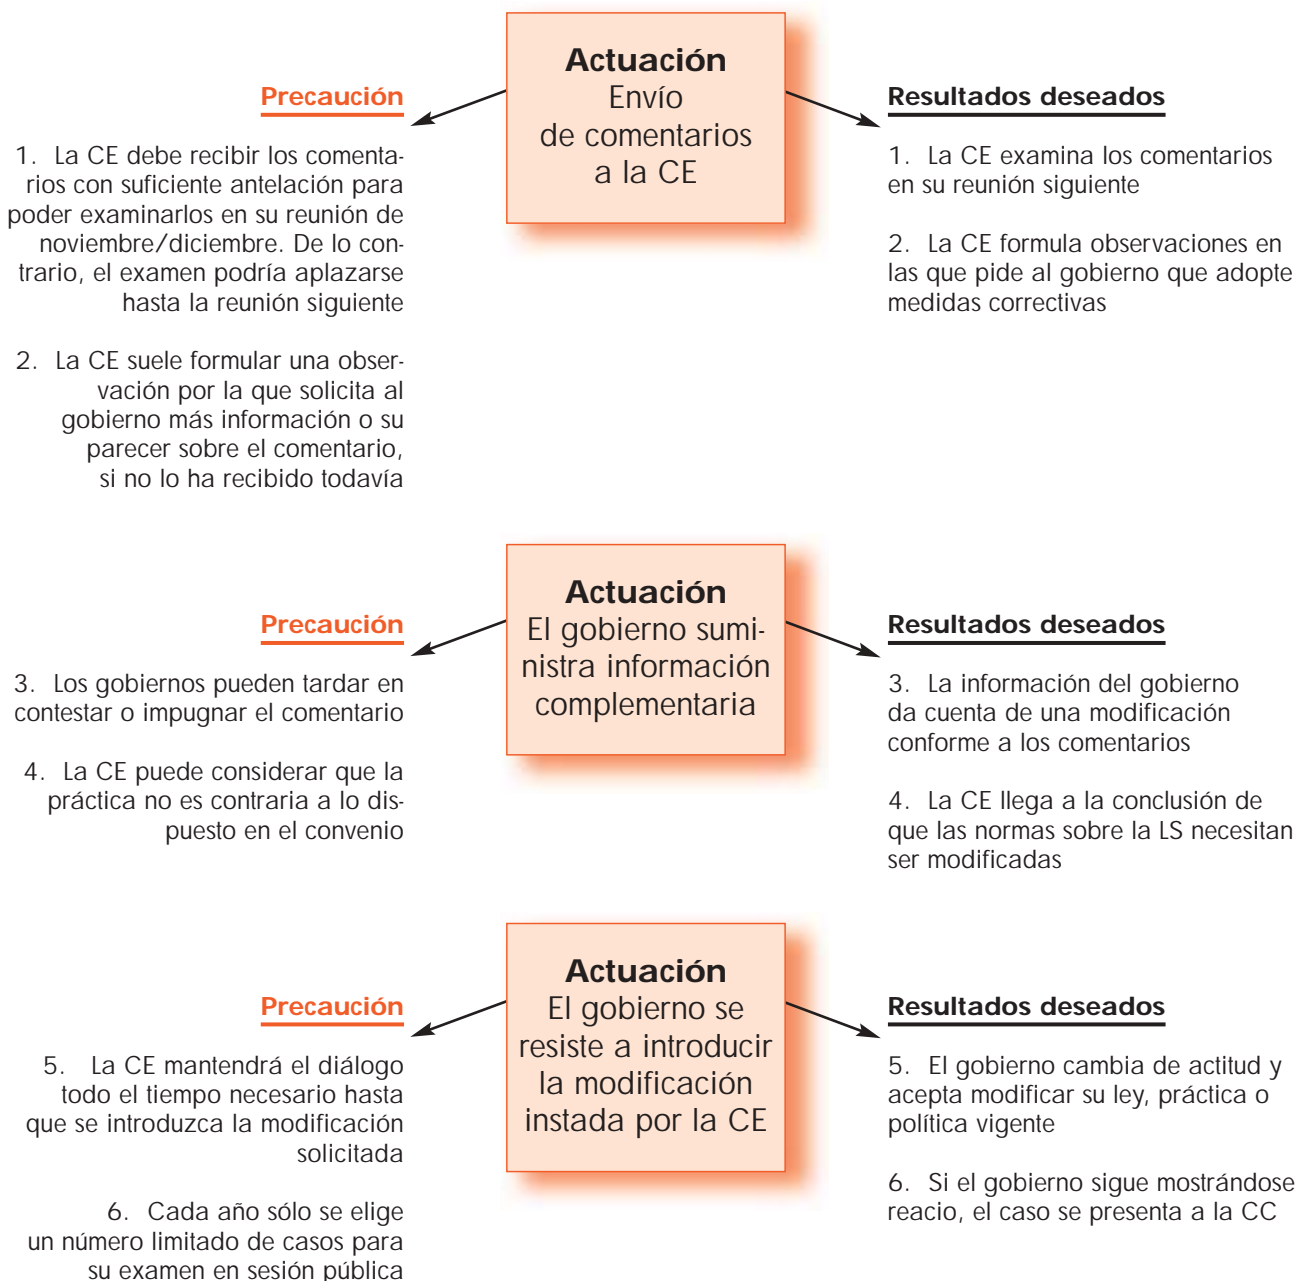 Actuación
Envío
de comentarios
a la CE
Precaución
1. La CE debe recibir los comenta-
rios con suficiente antelación para
poder examinarlos en su reunión de
noviembre/diciembre. De lo con-
trario, el examen podría aplazarse
hasta la reunión siguiente
2. La CE suele formular una obser-
vación por la que solicita al
gobierno más información o su
parecer sobre el comentario,
si no lo ha recibido todavía
Resultados deseados
1. La CE examina los comentarios
en su reunión siguiente
2. La CE formula observaciones en
las que pide al gobierno que adopte
medidas correctivas
Actuación
El gobierno sumi-
nistra información
complementaria
Precaución
3. Los gobiernos pueden tardar en
contestar o impugnar el comentario
4. La CE puede considerar que la
práctica no es contraria a lo dis-
puesto en el convenio
Resultados deseados
3. La información del gobierno
da cuenta de una modificación
conforme a los comentarios
4. La CE llega a la conclusión de
que las normas sobre la LS necesitan
ser modificadas
Actuación
El gobierno se
resiste a introducir
la modificación
instada por la CE
Precaución
5. La CE mantendrá el diálogo
todo el tiempo necesario hasta
que se introduzca la modificación
solicitada
6. Cada año sólo se elige
un número limitado de casos para
su examen en sesión pública
Resultados deseados
5. El gobierno cambia de actitud y
acepta modificar su ley, práctica o
política vigente
6. Si el gobierno sigue mostrándose
reacio, el caso se presenta a la CC